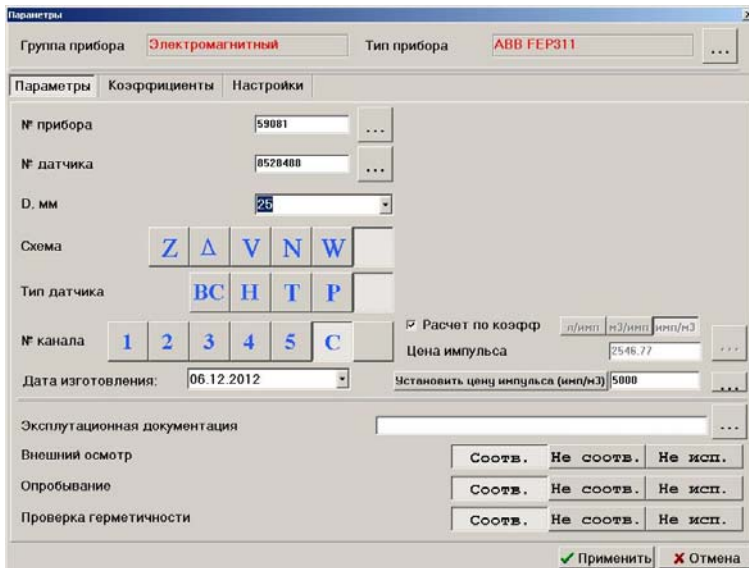 Параметры
Группа прибора Электромагнитный Тип прибора ABB FEP311 ...
Параметры Коэффициенты Настройки
№ прибора 59081 ...
№ датчика 8528488 ...
D, мм 25
Схема Z Δ V N W
Тип датчика ВС Н Т Р
№ канала 1 2 3 4 5 С
Расчет по коэфф л/имп м3/имп имп/м3
Цена импульса 2546.77 ...
Дата изготовления: 06.12.2012 Установить цену импульса (имп/м3) 5000 ...
Эксплутационная документация ...
Внешний осмотр Соотв. Не соотв. Не исп.
Опробывание Соотв. Не соотв. Не исп.
Проверка герметичности Соотв. Не соотв. Не исп.
Применить Отмена